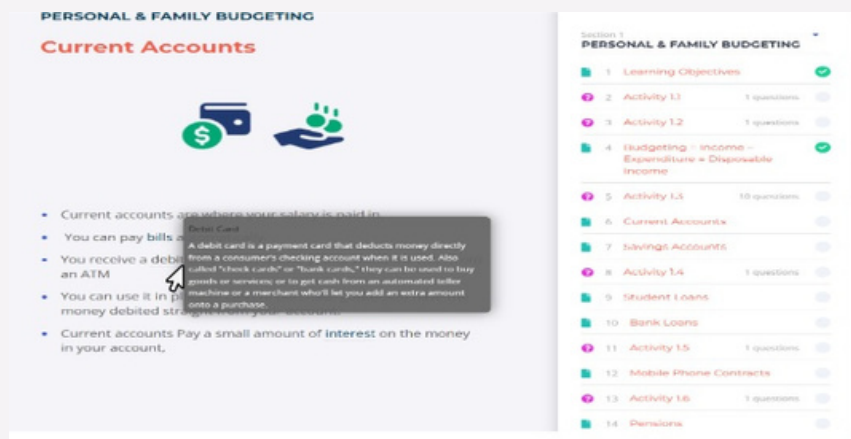 PERSONAL & FAMILY BUDGETING
Current Accounts
Current accounts are where your salary is paid in
You can pay bills
You receive a debit
an ATM
You can use it in
money debited straight from your account.
Current accounts Pay a small amount of interest on the money
in your account,
Debit Card
A debit card is a payment card that deducts money directly
from a consumer's checking account when it is used. Also
called "check cards" or "bank cards," they can be used to buy
goods or services; or to get cash from an automated teller
machine or a merchant who'll let you add an extra amount
onto a purchase.
Section 1
PERSONAL & FAMILY BUDGETING
1 Learning Objectives
2 Activity 1.1 1 questions
3 Activity 1.2 1 questions
4 Budgeting - Income -
Expenditure = Disposable
Income
5 Activity 1.3 10 questions
6 Current Accounts
7 Savings Accounts
8 Activity 1.4 1 questions
9 Student Loans
10 Bank Loans
11 Activity 1.5 1 questions
12 Mobile Phone Contracts
13 Activity 1.6 1 questions
14 Pensions